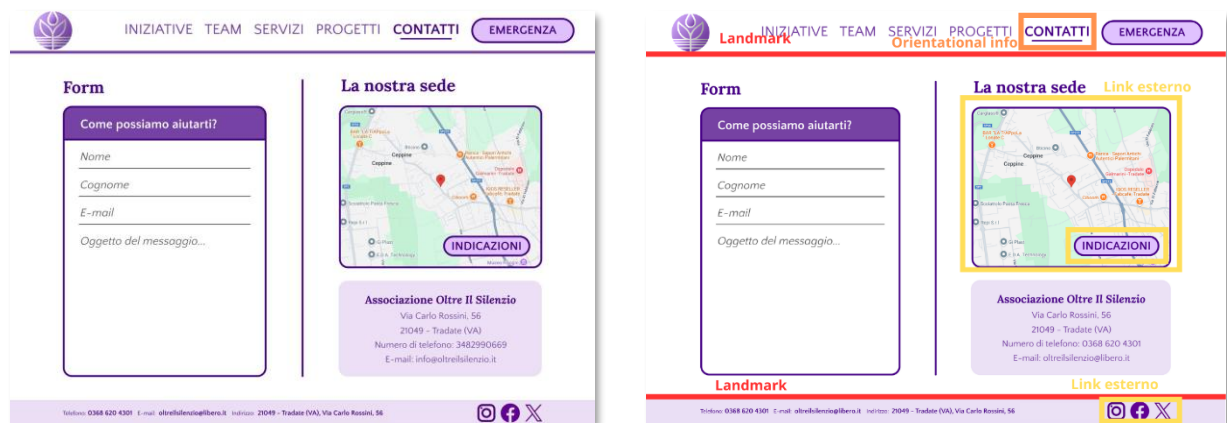 INIZIATIVE TEAM SERVIZI PROGETTI CONTATTI EMERGENZA
Form
Come possiamo aiutarti?
Nome
Cognome
E-mail
Oggetto del messaggio...
La nostra sede
Ceppine
Ceppine
INDICAZIONI
Associazione Oltre Il Silenzio
Via Carlo Rossini, 56
21049 - Tradate (VA)
Numero di telefono: 3482990669
E-mail: info@oltreilsilenzio.it
Telefono: 0368 620 4301 E-mail: oltreilsilenzio@libero.it Indirizzo: 21049 - Tradate (VA), Via Carlo Rossini, 56
INIZIATIVE TEAM SERVIZI PROGETTI CONTATTI EMERGENZA
Landmark
Orientational info
Form
Come possiamo aiutarti?
Nome
Cognome
E-mail
Oggetto del messaggio...
La nostra sede
Link esterno
Ceppine
Ceppine
INDICAZIONI
Associazione Oltre Il Silenzio
Via Carlo Rossini, 56
21049 - Tradate (VA)
Numero di telefono: 0368 620 4301
E-mail: oltreilsilenzio@libero.it
Landmark
Link esterno
Telefono: 0368 620 4301 E-mail: oltreilsilenzio@libero.it Indirizzo: 21049 - Tradate (VA), Via Carlo Rossini, 56